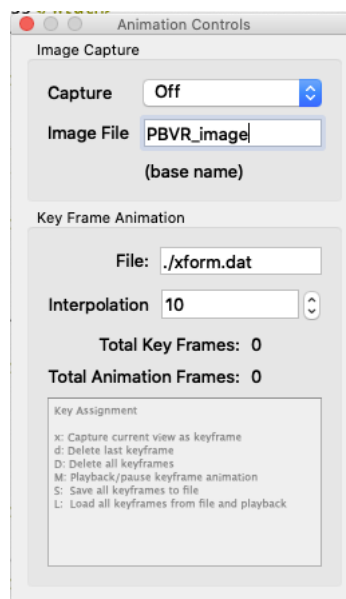 Animation Controls
Image Capture
Capture Off
Image File PBVR_image
(base name)
Key Frame Animation
File: ./xform.dat
Interpolation 10
Total Key Frames: 0
Total Animation Frames: 0
Key Assignment
x: Capture current view as keyframe
d: Delete last keyframe
D: Delete all keyframes
M: Playback/pause keyframe animation
S: Save all keyframes to file
L: Load all keyframes from file and playback